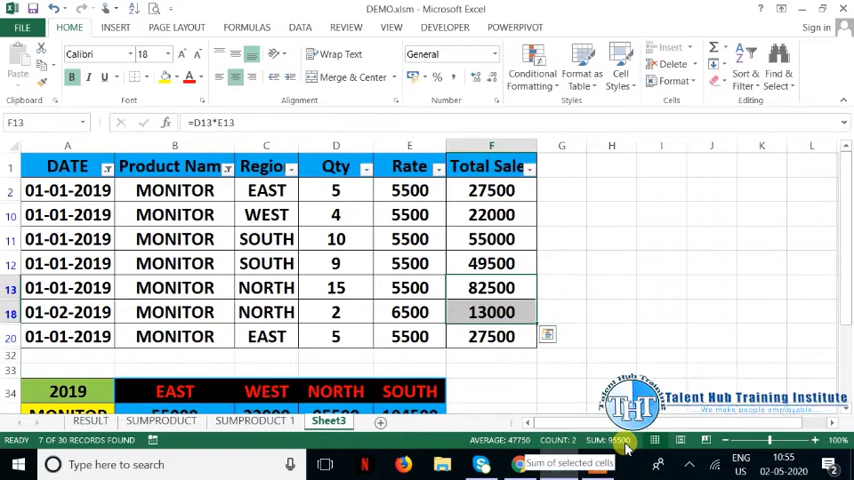 DEMO.xlsm - Microsoft Excel
FILE HOME INSERT PAGE LAYOUT FORMULAS DATA REVIEW VIEW DEVELOPER POWERPIVOT Sign in
Paste Calibri 18 Wrap Text General Conditional Formatting Format as Table Cell Styles Insert Sort & Filter Find & Select
B I U A Merge & Center % Delete
Format
Clipboard Font Alignment Number Styles Cells Editing
F13 =D13*E13
A B C D E F G H I J K L
1 DATE Product Nam Regio Qty Rate Total Sale
2 01-01-2019 MONITOR EAST 5 5500 27500
10 01-01-2019 MONITOR WEST 4 5500 22000
11 01-01-2019 MONITOR SOUTH 10 5500 55000
12 01-01-2019 MONITOR SOUTH 9 5500 49500
13 01-01-2019 MONITOR NORTH 15 5500 82500
18 01-02-2019 MONITOR NORTH 2 6500 13000
20 01-01-2019 MONITOR EAST 5 5500 27500
32
33
34 2019 EAST WEST NORTH SOUTH
MONITOR 55000 22000 95500 104500
THT Talent Hub Training Institute
...We make people employable...
RESULT SUMPRODUCT SUMPRODUCT 1 Sheet3
READY 7 OF 30 RECORDS FOUND AVERAGE: 47750 COUNT: 2 SUM: 95500 100%
Sum of selected cells
Type here to search ENG US 10:55 02-05-2020 2